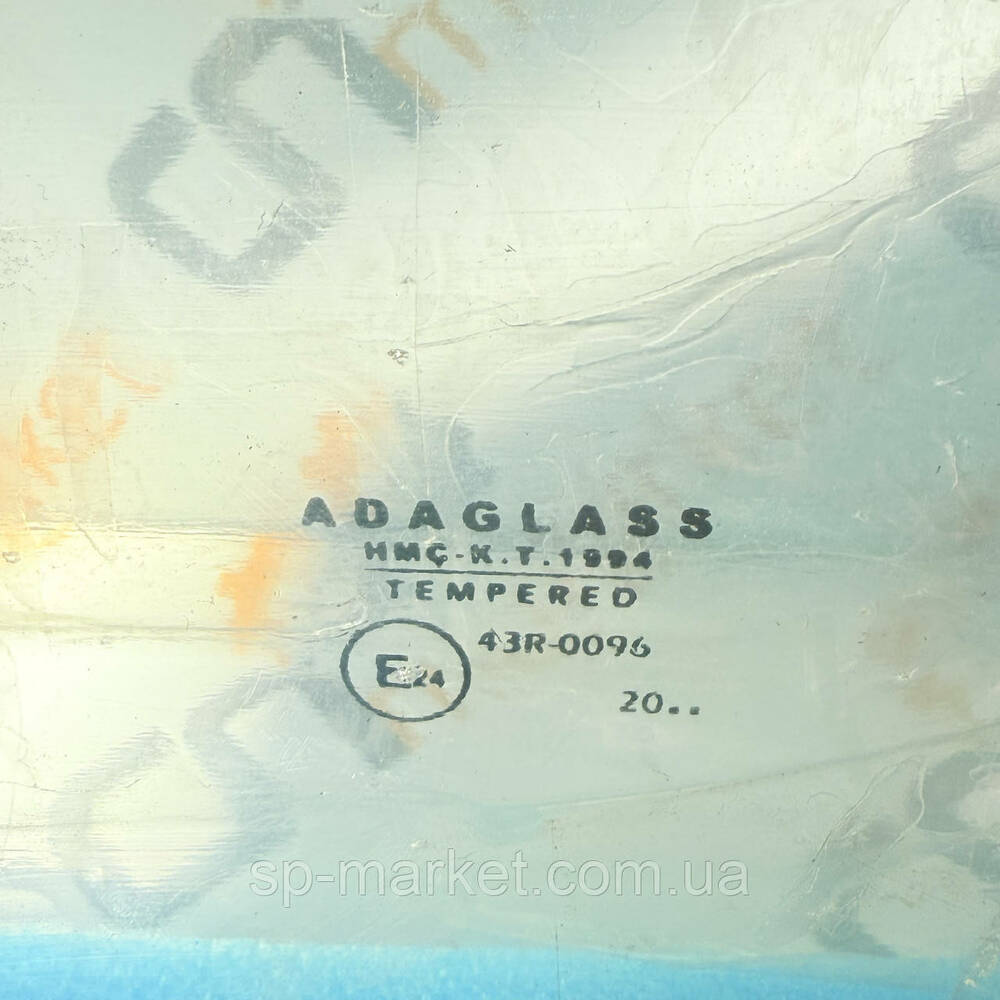 ADAGLASS
HMÇ-K.T.1994
TEMPERED
43R-0096
E24
20..
sp-market.com.ua